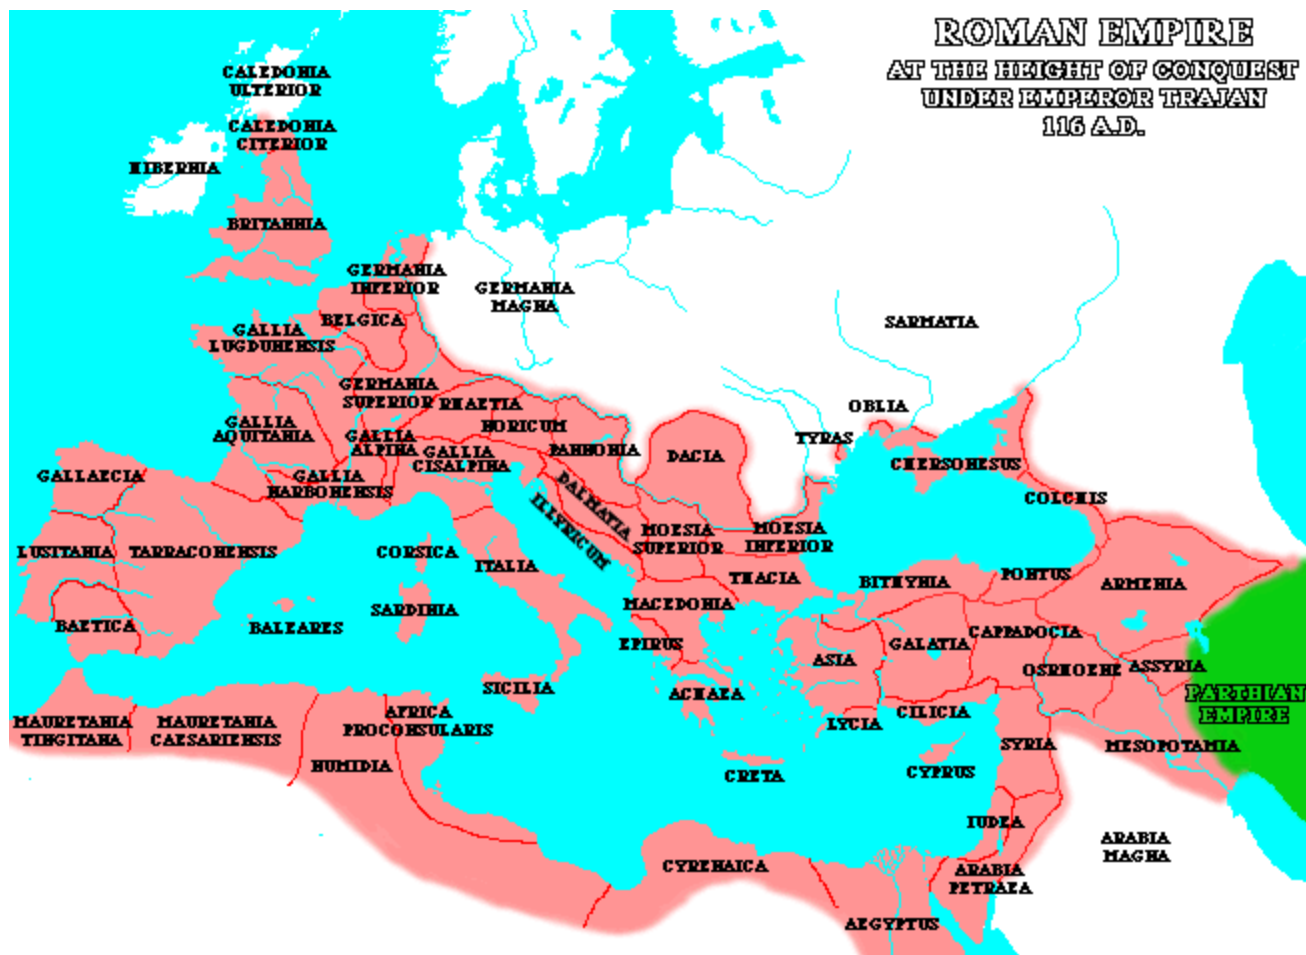 ROMAN EMPIRE
AT THE HEIGHT OF CONQUEST
UNDER EMPEROR TRAJAN
116 A.D.
CALEDONIA
ULTERIOR
CALEDONIA
CITERIOR
HIBERNIA
BRITANNIA
GERMANIA
INFERIOR
GERMANIA
MAGNA
BELGICA
SARMATIA
GALLIA
LUGDUNENSIS
GERMANIA
SUPERIOR
RHAETIA
OBLIA
GALLIA
AQUITANIA
NORICUM
TYRAS
GALLIA
ALPINA
GALLIA
CISALPINA
PANNONIA
DACIA
CHERSONESUS
GALLAECIA
GALLIA
NARBONENSIS
DALMATIA
ILLYRICUM
COLCHIS
MOESIA
SUPERIOR
MOESIA
INFERIOR
LUSITANIA
TARRACONENSIS
CORSICA
ITALIA
THACIA
BITHYNIA
PONTUS
ARMENIA
SARDINIA
MACEDONIA
BAETICA
BALEARES
EPIRUS
ASIA
GALATIA
CAPPADOCIA
OSRHOENE
ASSYRIA
SICILIA
ACHAEA
PARTHIAN
EMPIRE
MAURETANIA
TINGITANA
MAURETANIA
CAESARIENSIS
AFRICA
PROCONSULARIS
LYCIA
CILICIA
SYRIA
MESOPOTAMIA
NUMIDIA
CRETA
CYPRUS
IUDEA
ARABIA
MAGNA
CYRENAICA
ARABIA
PETRAEA
AEGYPTUS